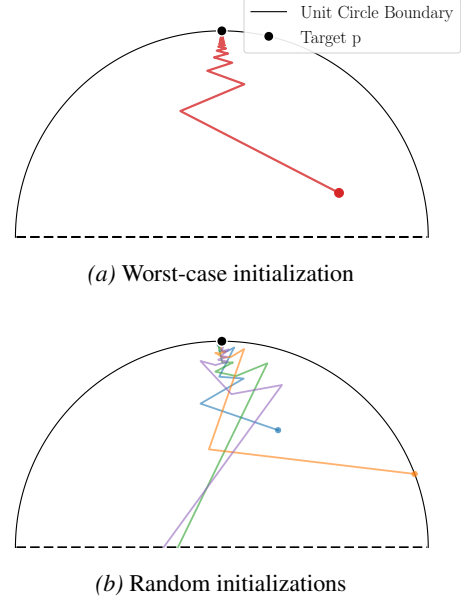 Unit Circle Boundary
Target p
(a) Worst-case initialization
(b) Random initializations